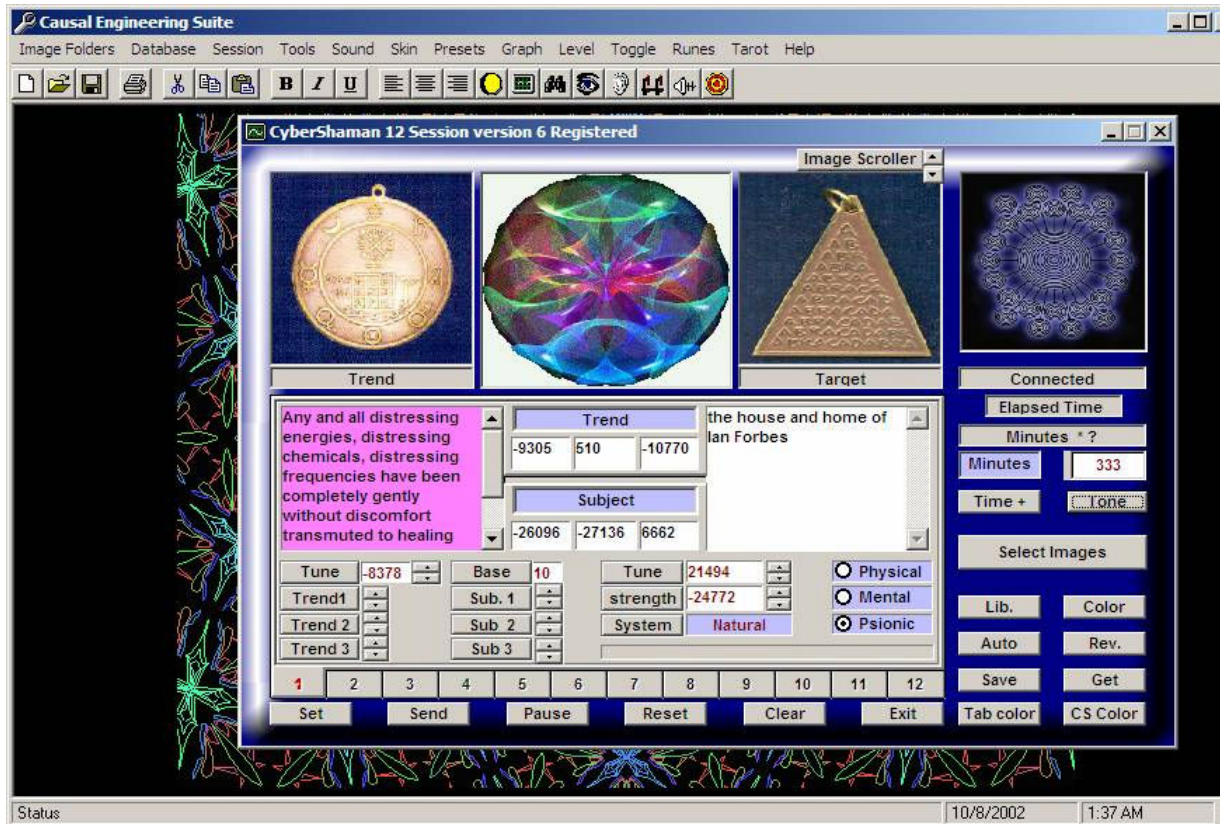 Causal Engineering Suite
Image Folders Database Session Tools Sound Skin Presets Graph Level Toggle Runes Tarot Help
B I U
CyberShaman 12 Session version 6 Registered
Image Scroller
Trend
Target
Connected
Any and all distressing
energies, distressing
chemicals, distressing
frequencies have been
completely gently
without discomfort
transmuted to healing
Trend
-9305 510 -10770
Subject
-26096 -27136 6662
the house and home of
Ian Forbes
Elapsed Time
Minutes * ?
Minutes 333
Time + Tone
Select Images
Tune -8378 Base 10 Tune 21494 Physical
Trend1 Sub. 1 strength -24772 Mental
Trend 2 Sub 2 System Natural Psionic
Trend 3 Sub 3
Lib. Color
Auto Rev.
Save Get
Tab color CS Color
1 2 3 4 5 6 7 8 9 10 11 12
Set Send Pause Reset Clear Exit
Status 10/8/2002 1:37 AM